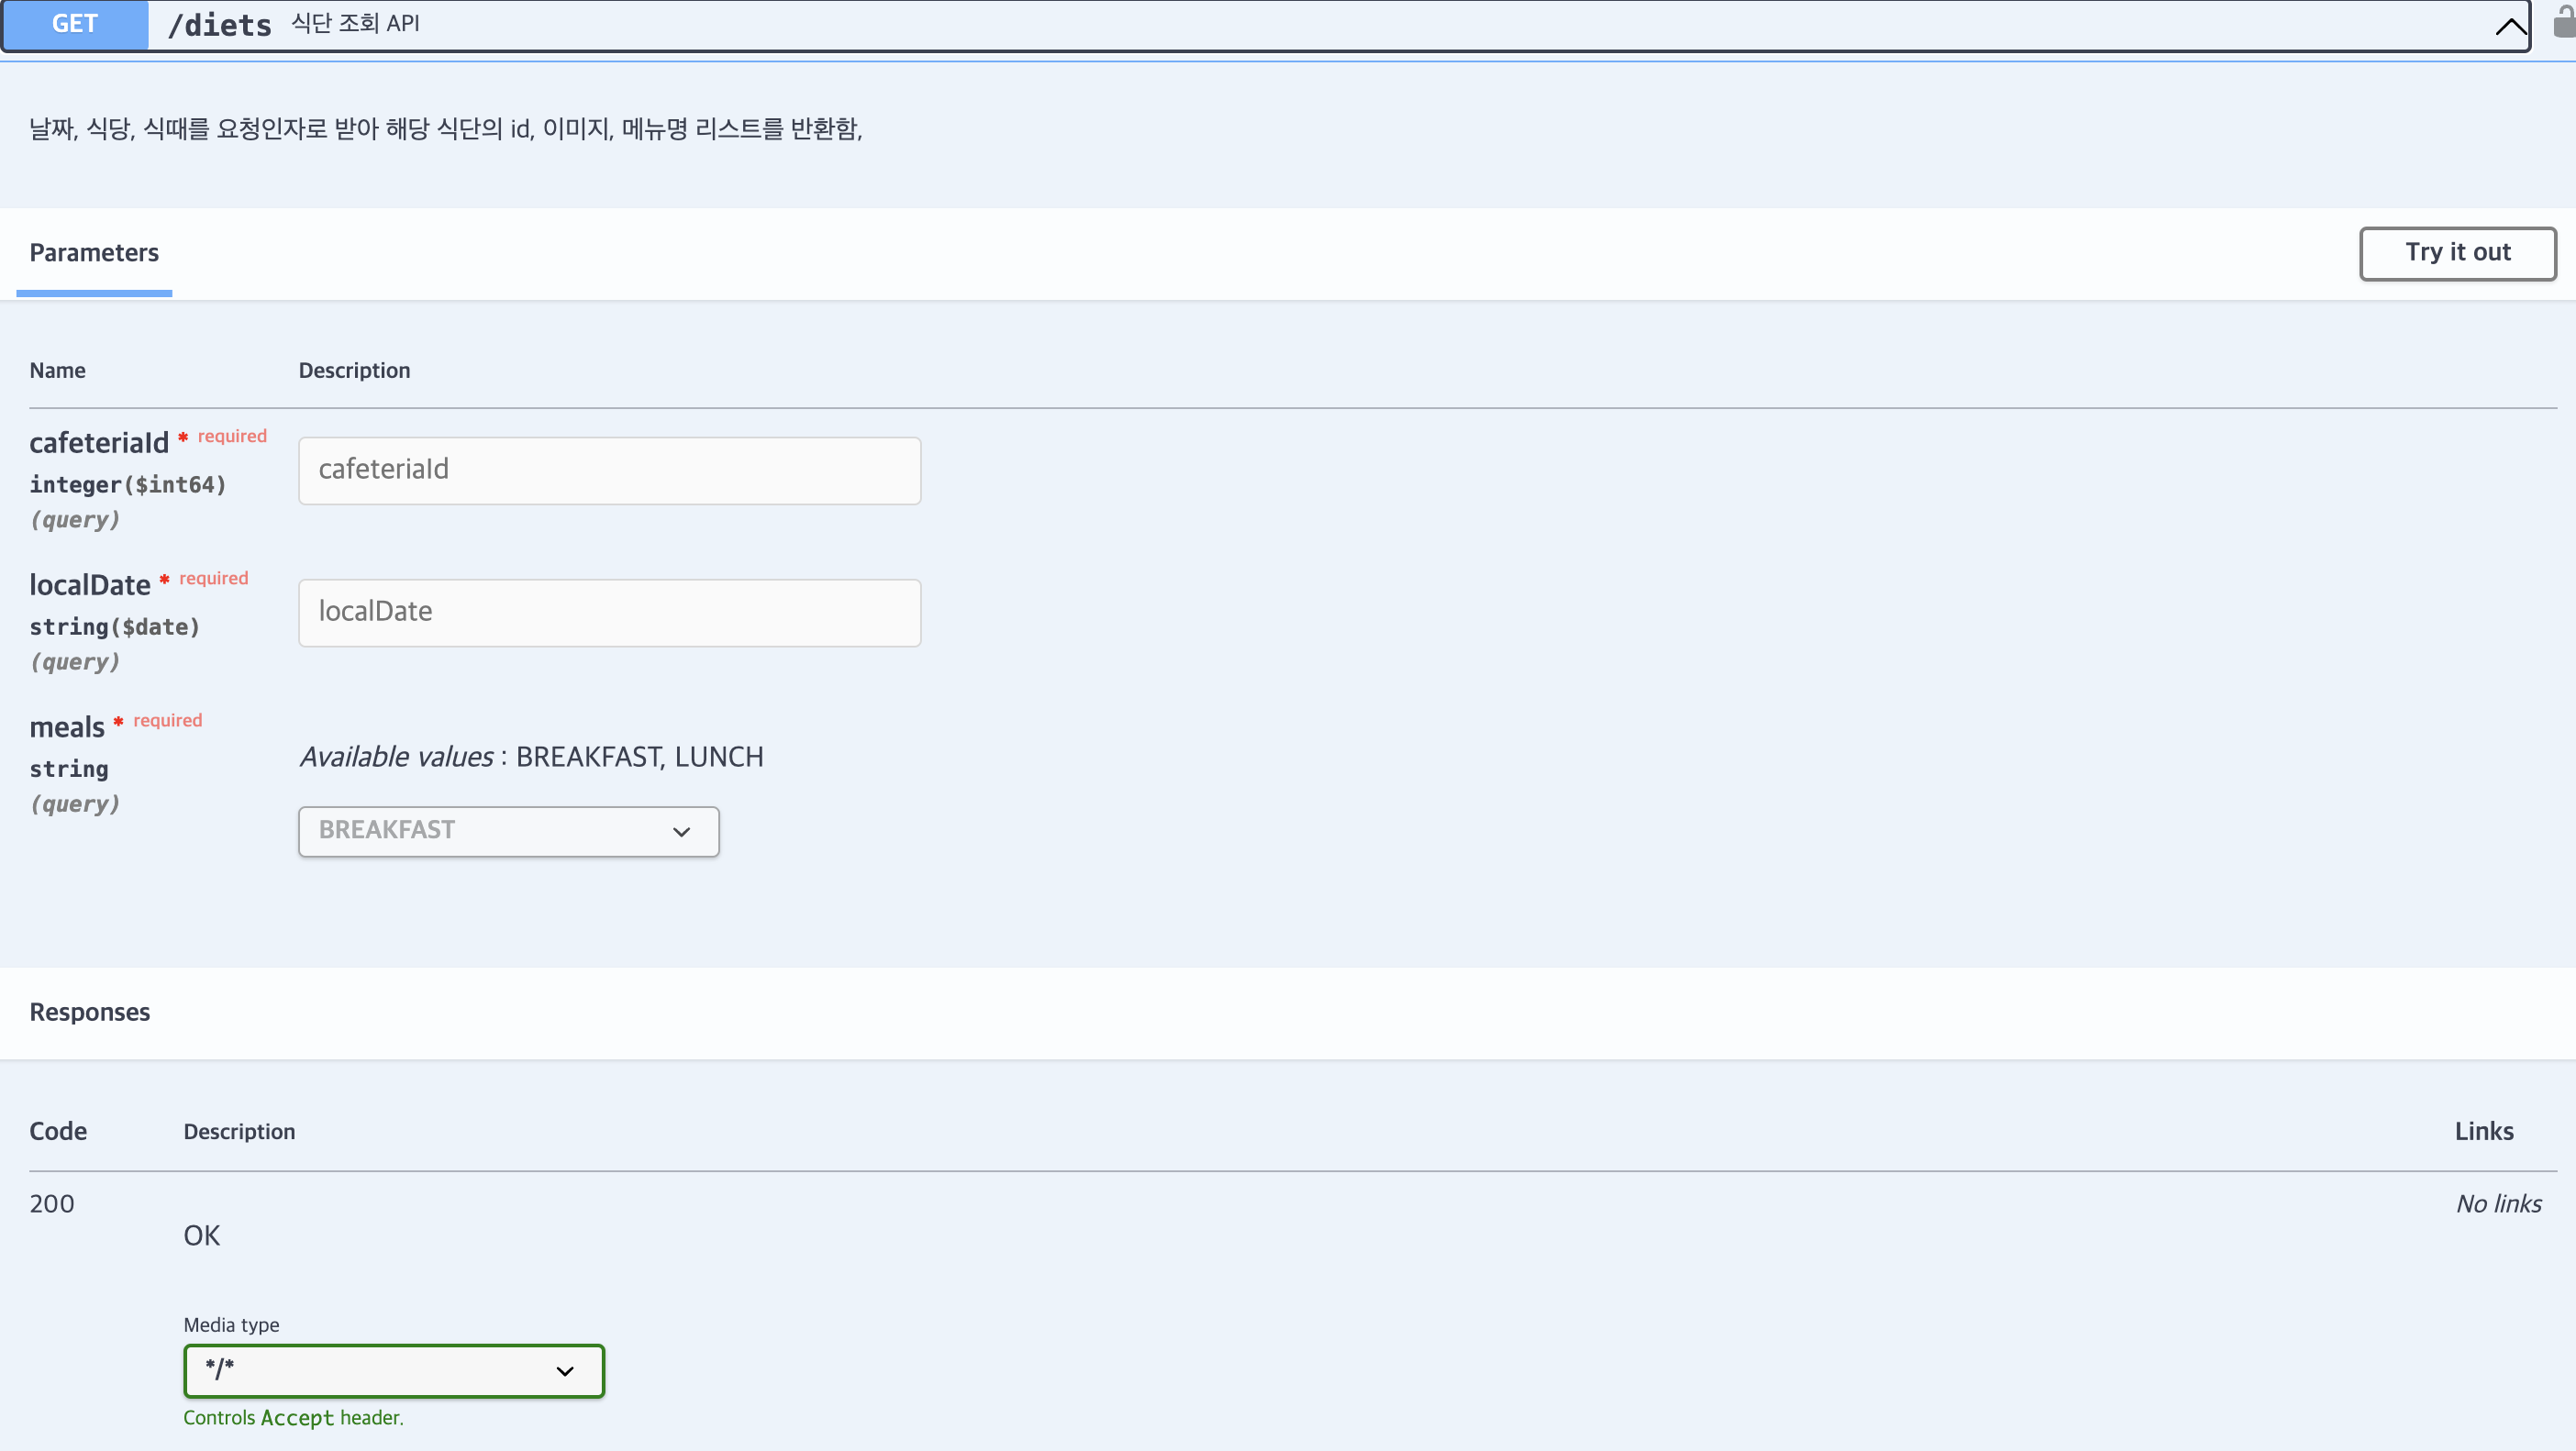 GET /diets 식단 조회 API
날짜, 식당, 식때를 요청인자로 받아 해당 식단의 id, 이미지, 메뉴명 리스트를 반환함,
Parameters
Try it out
Name Description
cafeteriaId * required
integer($int64)
(query)
cafeteriaId
localDate * required
string($date)
(query)
localDate
meals * required
string
(query)
Available values : BREAKFAST, LUNCH
BREAKFAST
Responses
Code Description Links
200
OK
No links
Media type
*/*
Controls Accept header.